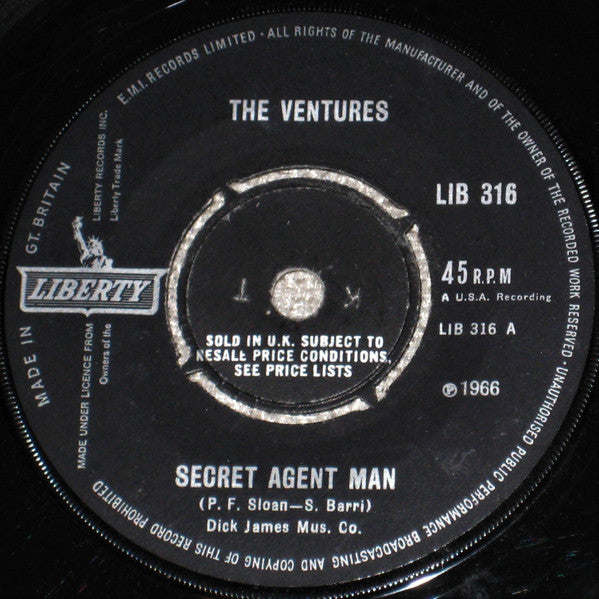 E.M.I. RECORDS LIMITED · ALL RIGHTS OF THE MANUFACTURER AND OF THE OWNER OF THE RECORDED WORK RESERVED · UNAUTHORISED PUBLIC PERFORMANCE BROADCASTING AND COPYING OF THIS RECORD PROHIBITED
MADE IN GT. BRITAIN
THE VENTURES
LIBERTY RECORDS INC.
Liberty Trade Mark
LIBERTY
MADE UNDER LICENCE FROM
Owners of the
LIB 316
45 R.P.M
A U.S.A. Recording
LIB 316 A
℗ 1966
K T
SOLD IN U.K. SUBJECT TO
RESALE PRICE CONDITIONS,
SEE PRICE LISTS
SECRET AGENT MAN
(P. F. Sloan—S. Barri)
Dick James Mus. Co.